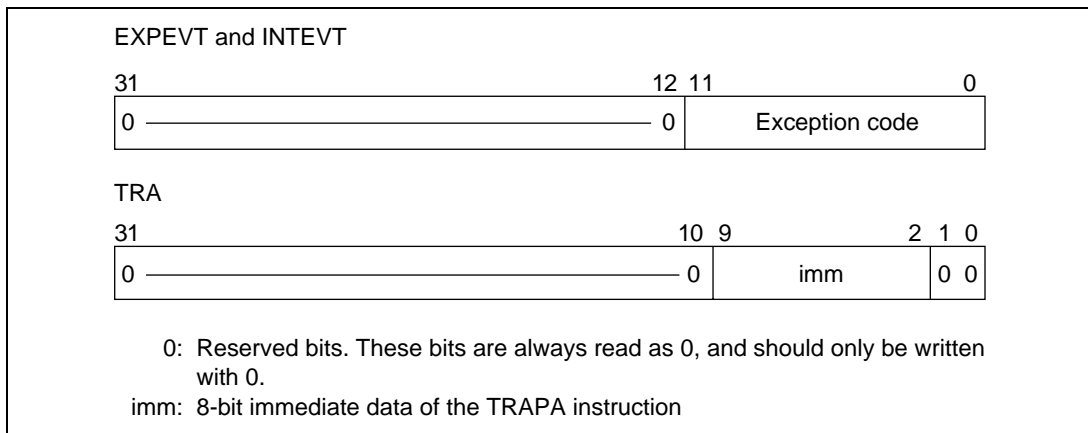 EXPEVT and INTEVT
31 12 11 0
0 0 Exception code
TRA
31 10 9 2 1 0
0 0 imm 0 0
0: Reserved bits. These bits are always read as 0, and should only be written
with 0.
imm: 8-bit immediate data of the TRAPA instruction